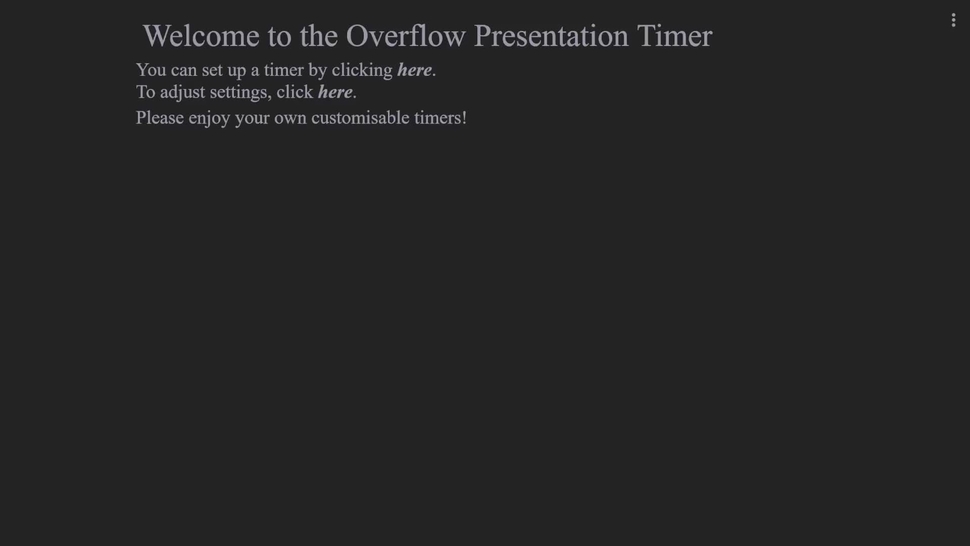 Welcome to the Overflow Presentation Timer
You can set up a timer by clicking here.
To adjust settings, click here.
Please enjoy your own customisable timers!